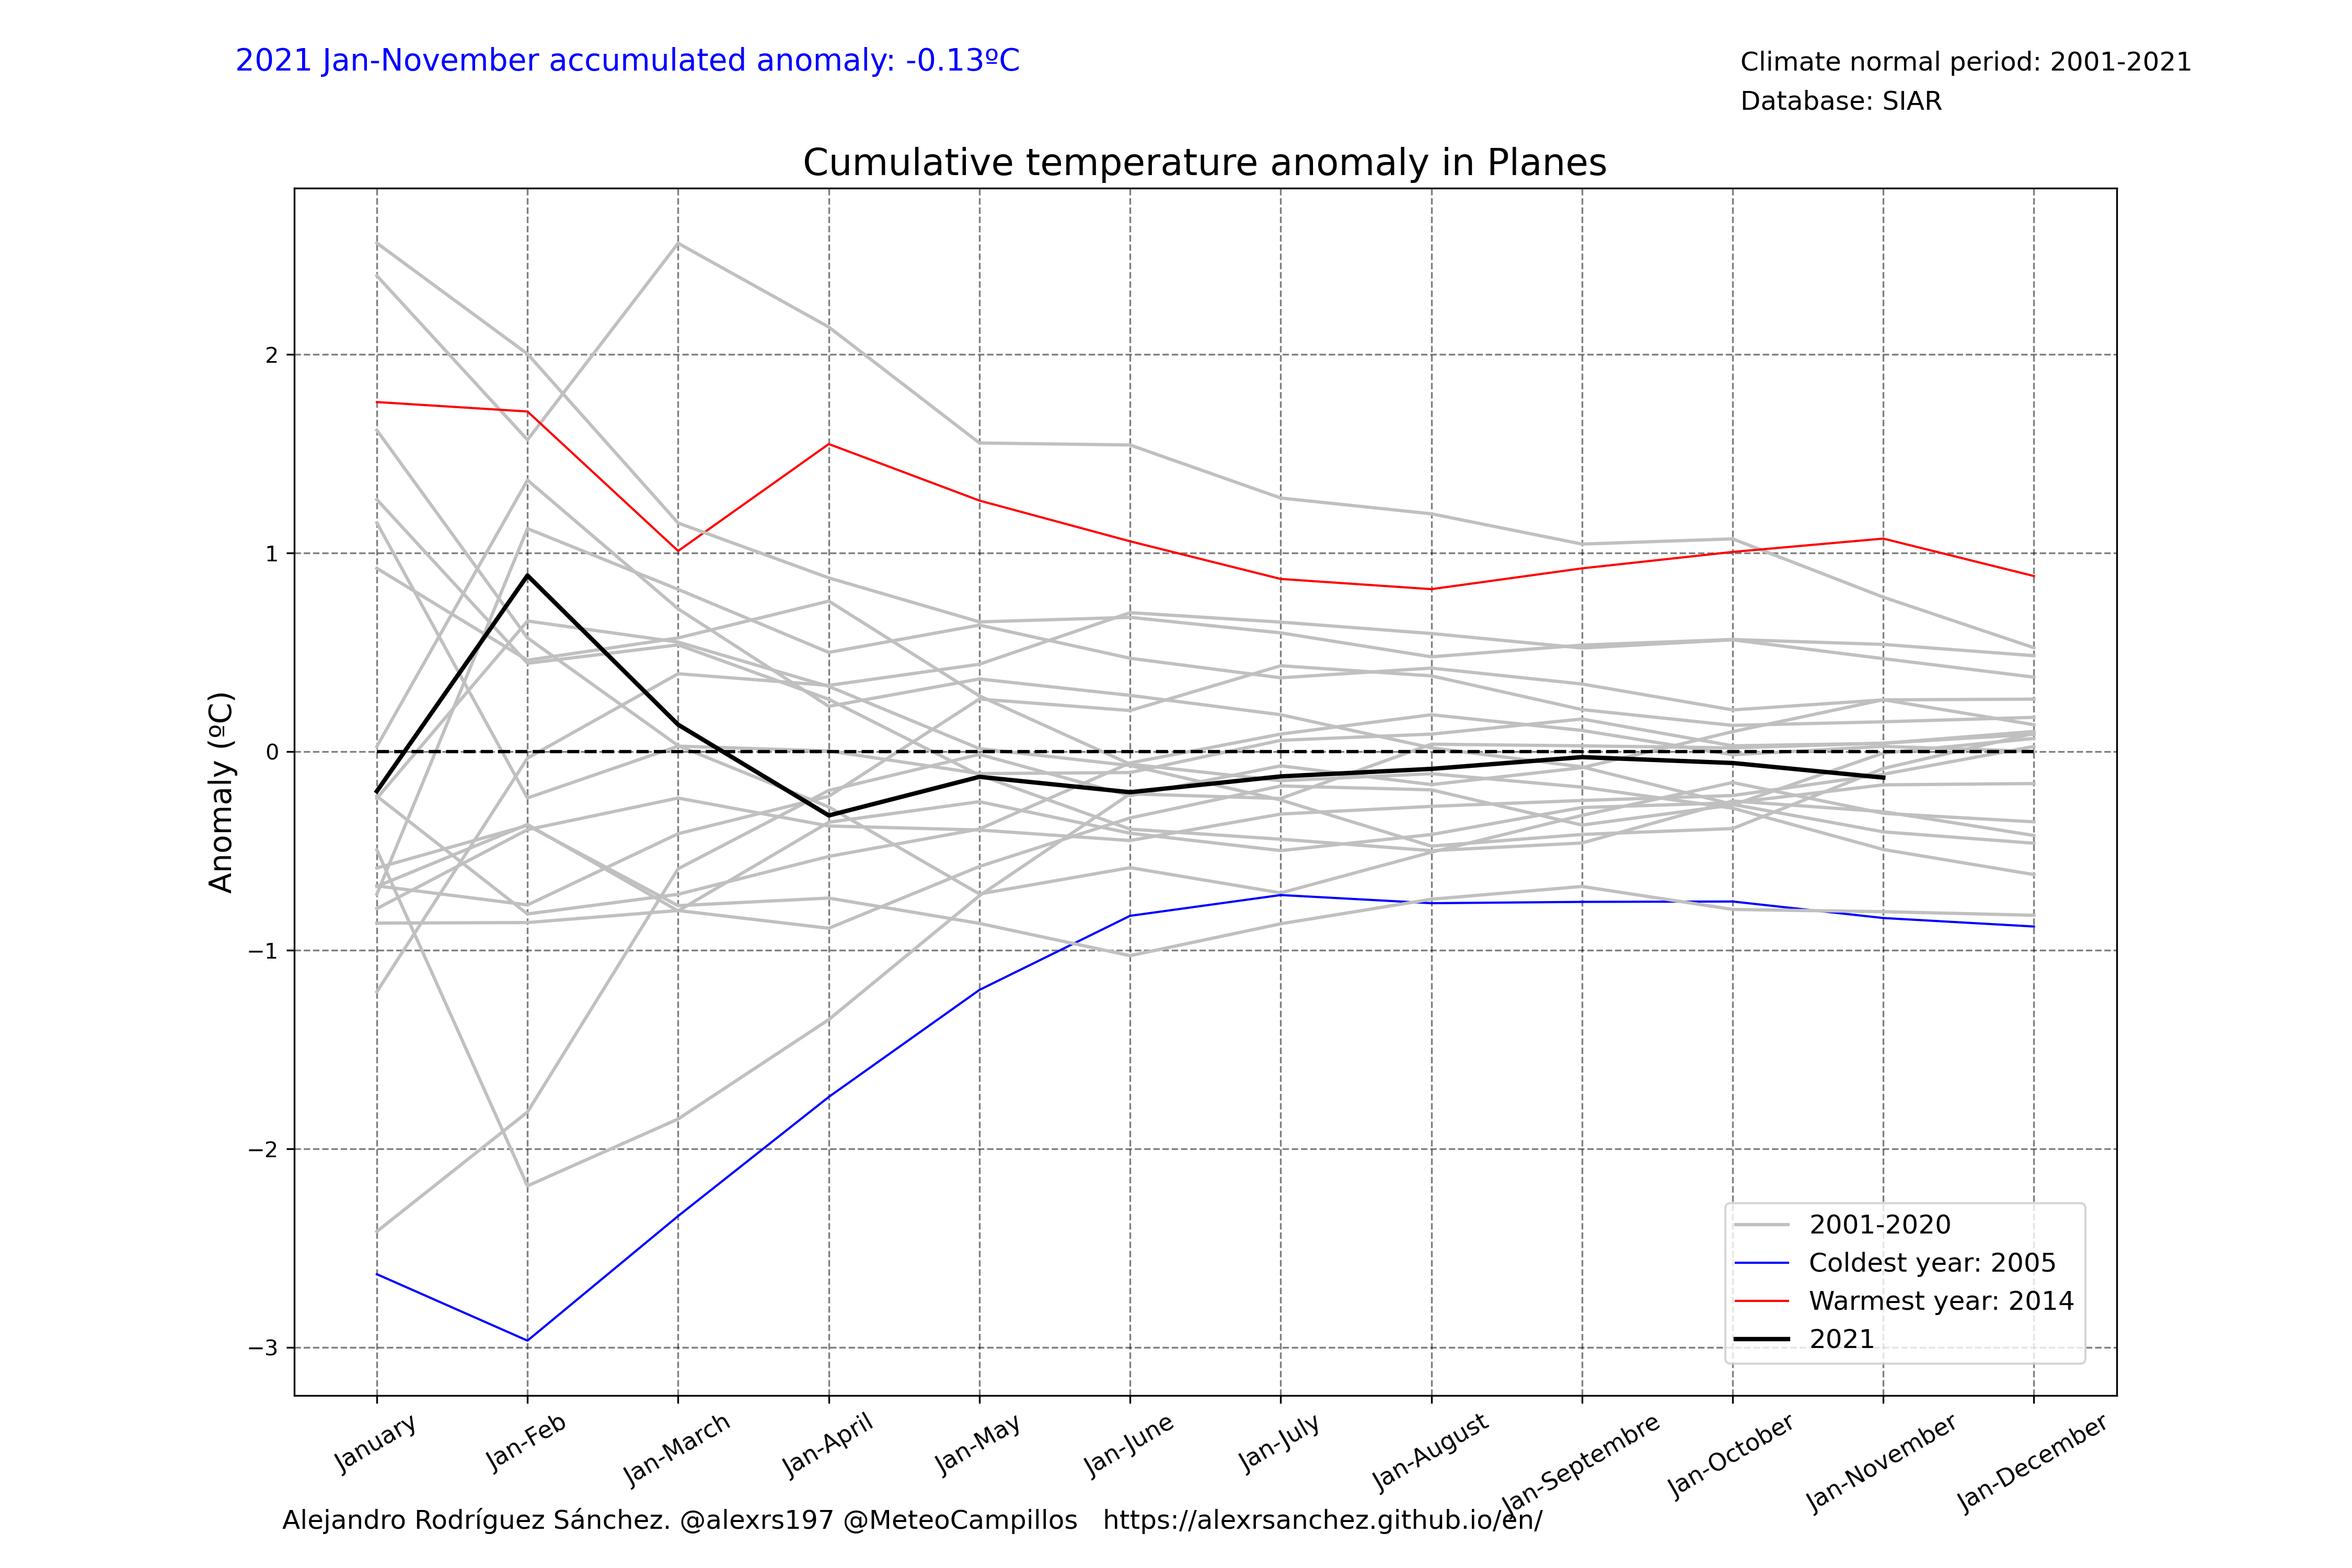 2021 Jan-November accumulated anomaly: -0.13ºC
Climate normal period: 2001-2021
Database: SIAR
Cumulative temperature anomaly in Planes
Anomaly (ºC)
2
1
0
−1
−2
−3
2001-2020
Coldest year: 2005
Warmest year: 2014
2021
January
Jan-Feb
Jan-March
Jan-April
Jan-May
Jan-June
Jan-July
Jan-August
Jan-Septembre
Jan-October
Jan-November
Jan-December
Alejandro Rodríguez Sánchez. @alexrs197 @MeteoCampillos   https://alexrsanchez.github.io/en/